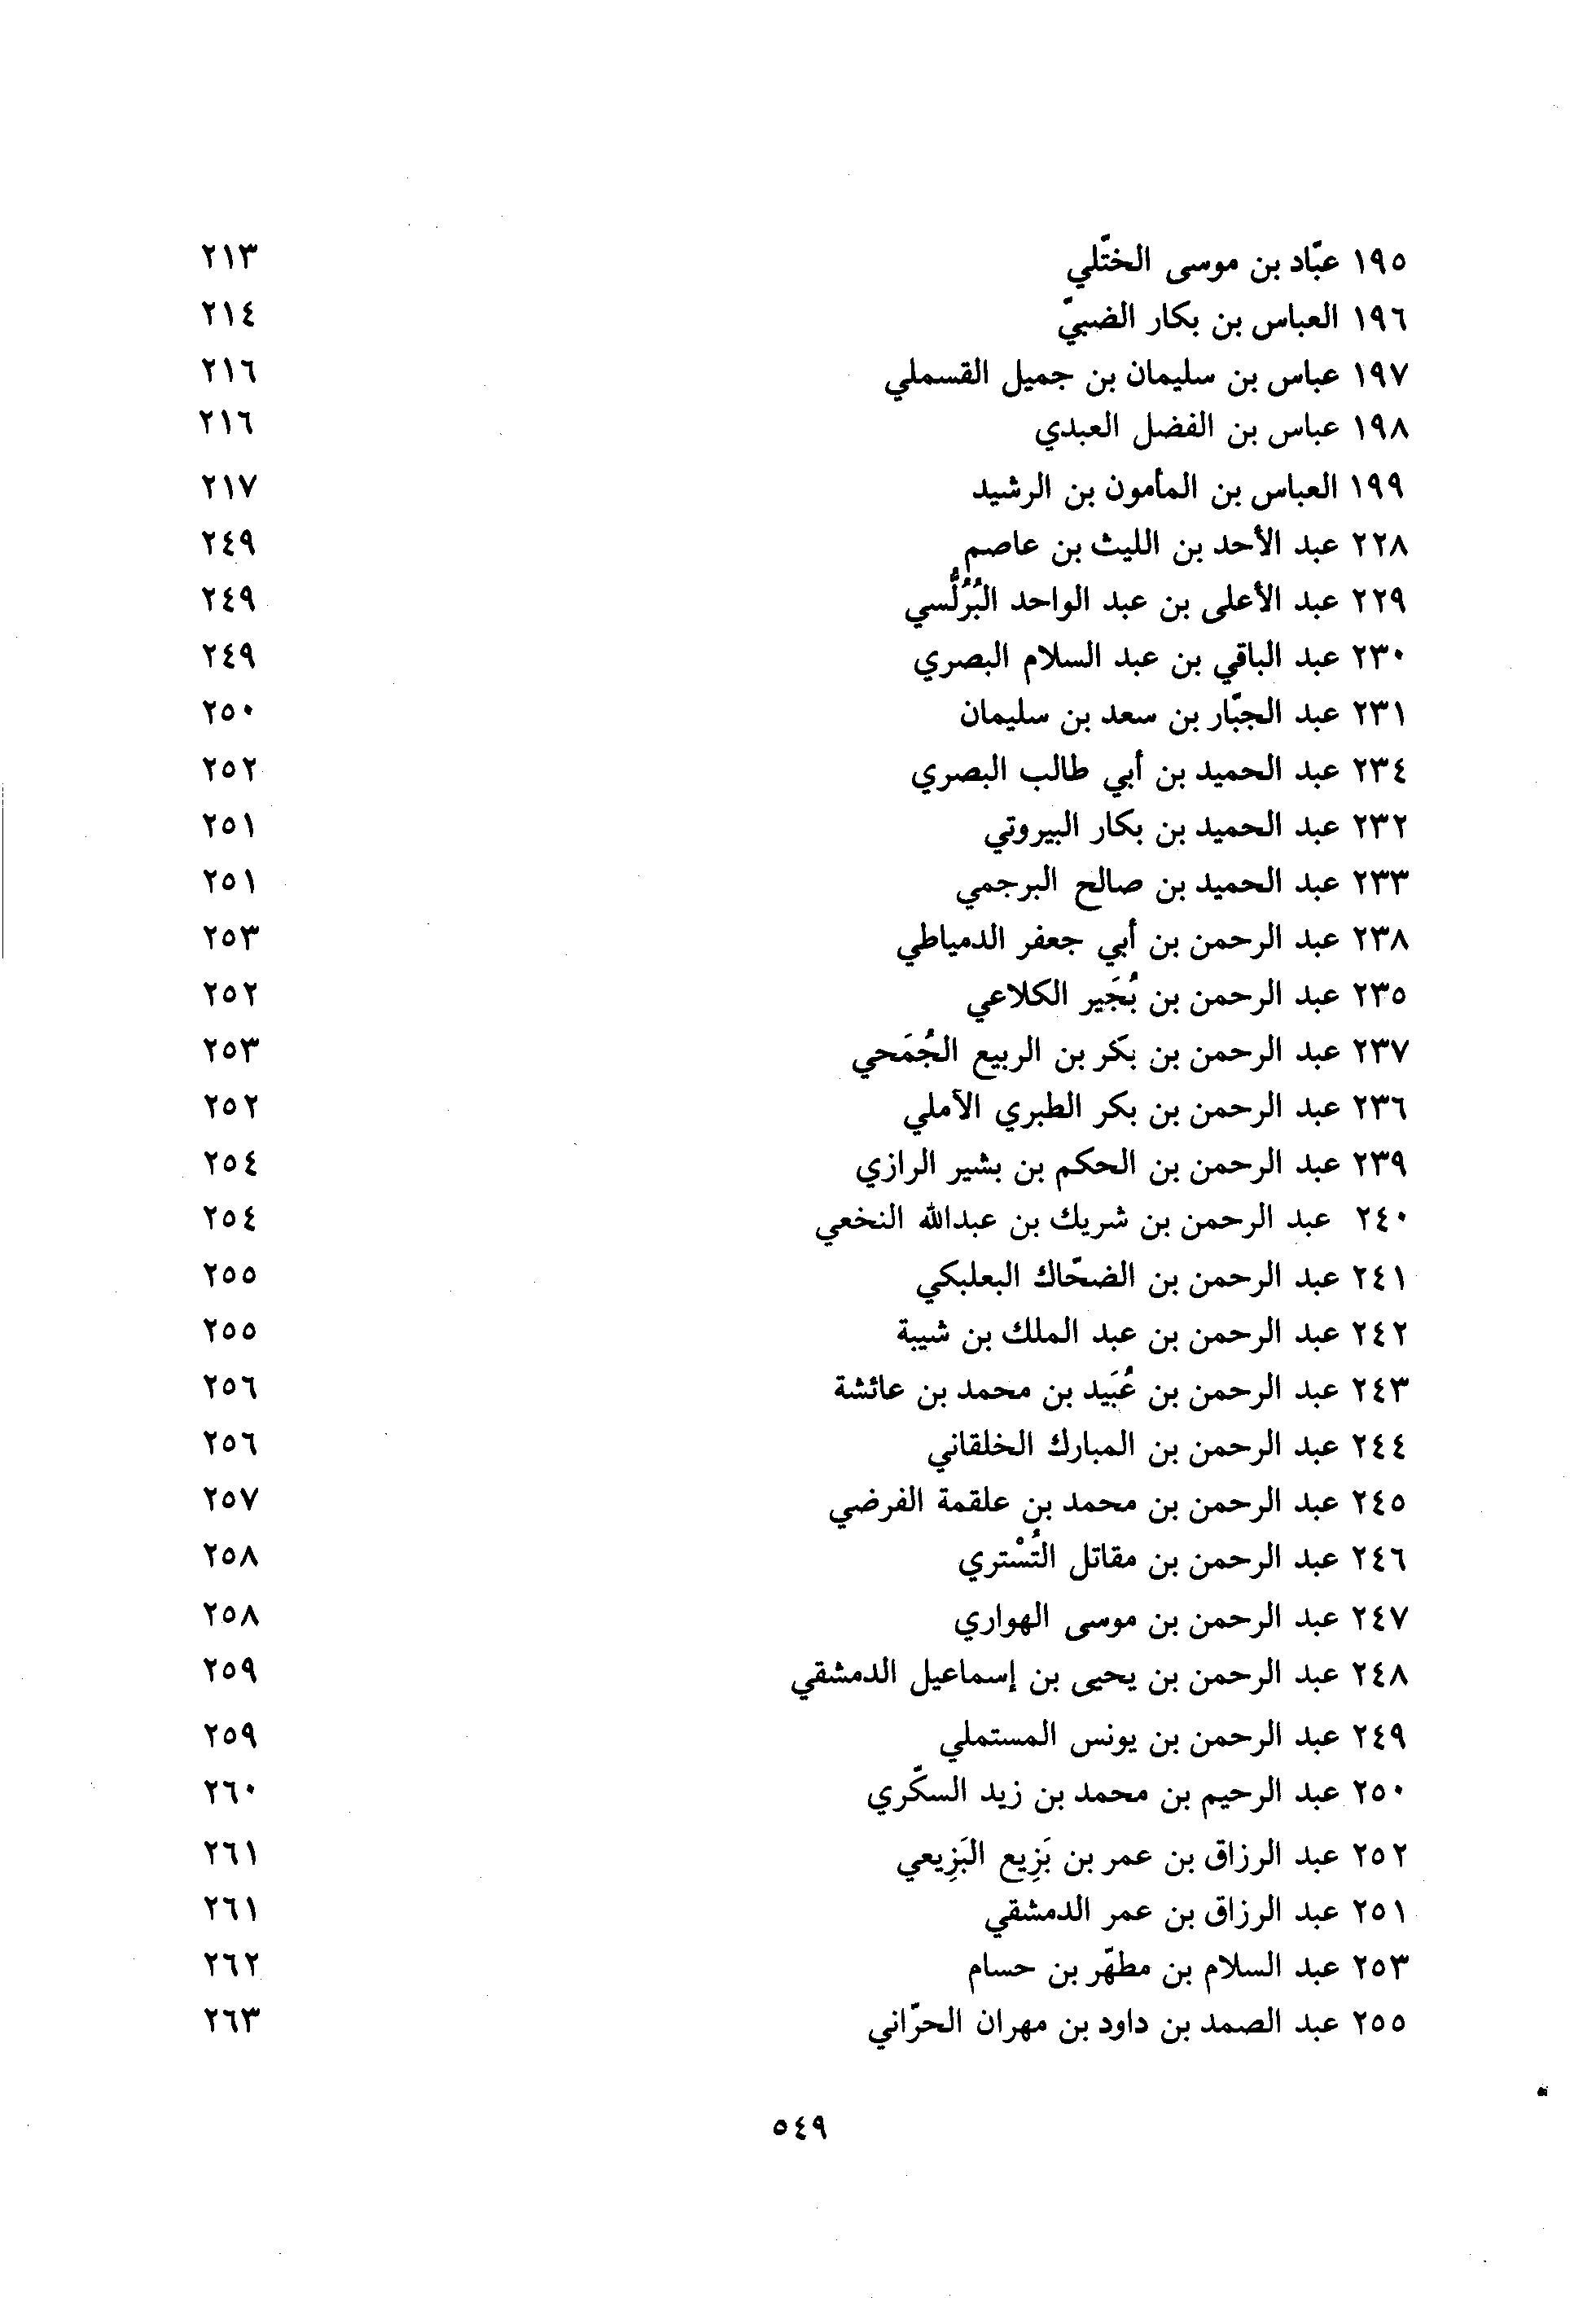 ١٩٥ عبّاد بن موسى الختّلي ٢١٣
١٩٦ العباس بن بكار الضبيّ ٢١٤
١٩٧ عباس بن سليمان بن جميل القسملي ٢١٦
١٩٨ عباس بن الفضل العبدي ٢١٦
١٩٩ العباس بن المأمون بن الرشيد ٢١٧
٢٢٨ عبد الأحد بن الليث بن عاصم ٢٤٩
٢٢٩ عبد الأعلى بن عبد الواحد البُرُلُّسي ٢٤٩
٢٣٠ عبد الباقي بن عبد السلام البصري ٢٤٩
٢٣١ عبد الجبّار بن سعد بن سليمان ٢٥٠
٢٣٤ عبد الحميد بن أبي طالب البصري ٢٥٢
٢٣٢ عبد الحميد بن بكار البيروتي ٢٥١
٢٣٣ عبد الحميد بن صالح البرجمي ٢٥١
٢٣٨ عبد الرحمن بن أبي جعفر الدمياطي ٢٥٣
٢٣٥ عبد الرحمن بن بُجَير الكلاعي ٢٥٢
٢٣٧ عبد الرحمن بن بكر بن الربيع الجُمَحي ٢٥٣
٢٣٦ عبد الرحمن بن بكر الطبري الآملي ٢٥٢
٢٣٩ عبد الرحمن بن الحكم بن بشير الرازي ٢٥٤
٢٤٠ عبد الرحمن بن شريك بن عبدالله النخعي ٢٥٤
٢٤١ عبد الرحمن بن الضحّاك البعلبكي ٢٥٥
٢٤٢ عبد الرحمن بن عبد الملك بن شيبة ٢٥٥
٢٤٣ عبد الرحمن بن عُبَيد بن محمد بن عائشة ٢٥٦
٢٤٤ عبد الرحمن بن المبارك الخلقاني ٢٥٦
٢٤٥ عبد الرحمن بن محمد بن علقمة الفرضي ٢٥٧
٢٤٦ عبد الرحمن بن مقاتل التُسْتري ٢٥٨
٢٤٧ عبد الرحمن بن موسى الهواري ٢٥٨
٢٤٨ عبد الرحمن بن يحيى بن إسماعيل الدمشقي ٢٥٩
٢٤٩ عبد الرحمن بن يونس المستملي ٢٥٩
٢٥٠ عبد الرحيم بن محمد بن زيد السكّري ٢٦٠
٢٥٢ عبد الرزاق بن عمر بن بَزِيع البَزِيعي ٢٦١
٢٥١ عبد الرزاق بن عمر الدمشقي ٢٦١
٢٥٣ عبد السلام بن مطهّر بن حسام ٢٦٢
٢٥٥ عبد الصمد بن داود بن مهران الحرّاني ٢٦٣
٥٤٩